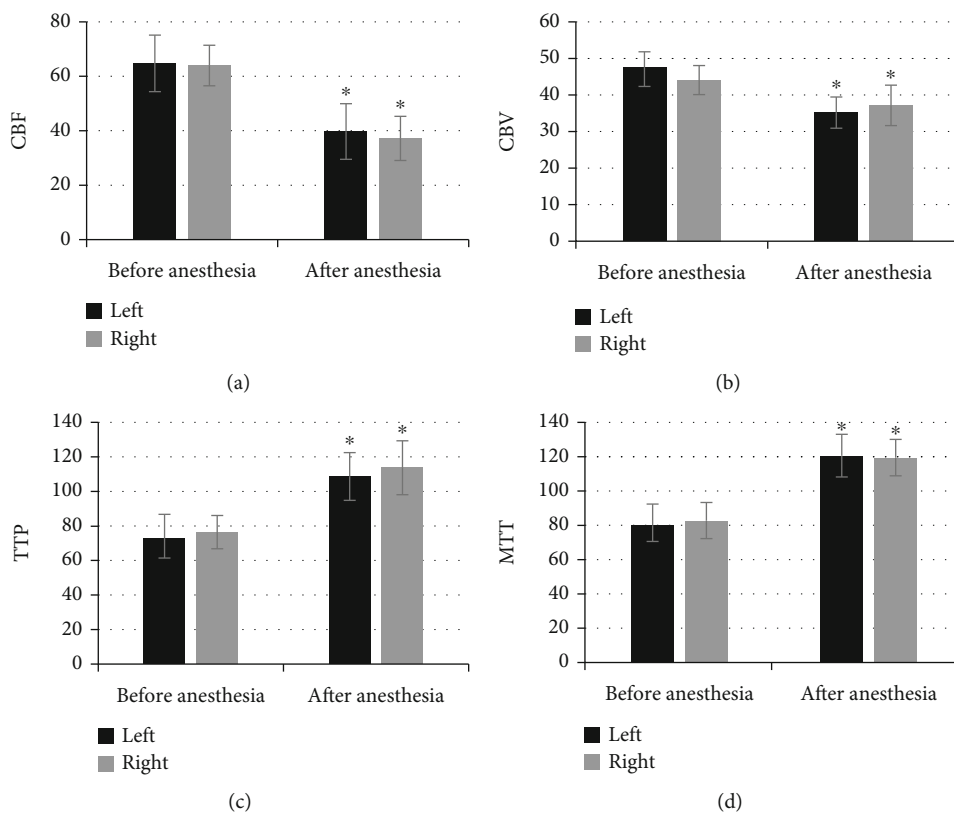 80
60
40
20
0
CBF
* *
Before anesthesia After anesthesia
Left
Right
(a)
60
50
40
30
20
10
0
CBV
* *
Before anesthesia After anesthesia
Left
Right
(b)
140
120
100
80
60
40
20
0
TTP
* *
Before anesthesia After anesthesia
Left
Right
(c)
140
120
100
80
60
40
20
0
MTT
* *
Before anesthesia After anesthesia
Left
Right
(d)